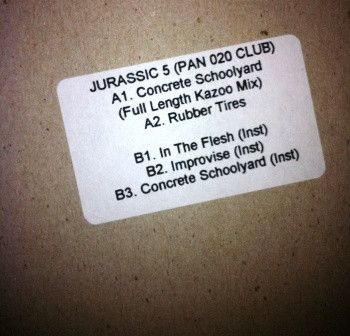 JURASSIC 5 (PAN 020 CLUB)
A1. Concrete Schoolyard
(Full Length Kazoo Mix)
A2. Rubber Tires
B1. In The Flesh (Inst)
B2. Improvise (Inst)
B3. Concrete Schoolyard (Inst)